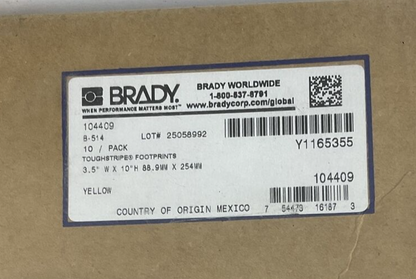 BRADY.
WHEN PERFORMANCE MATTERS MOST™
BRADY WORLDWIDE
1-800-537-8791
www.bradycorp.com/global
104409
B-514
LOT# 25058992
10 / PACK
Y1165355
TOUGHSTRIPE® FOOTPRINTS
3.5" W X 10"H 88.9MM X 254MM
104409
YELLOW
COUNTRY OF ORIGIN MEXICO
7 54473 16187 3